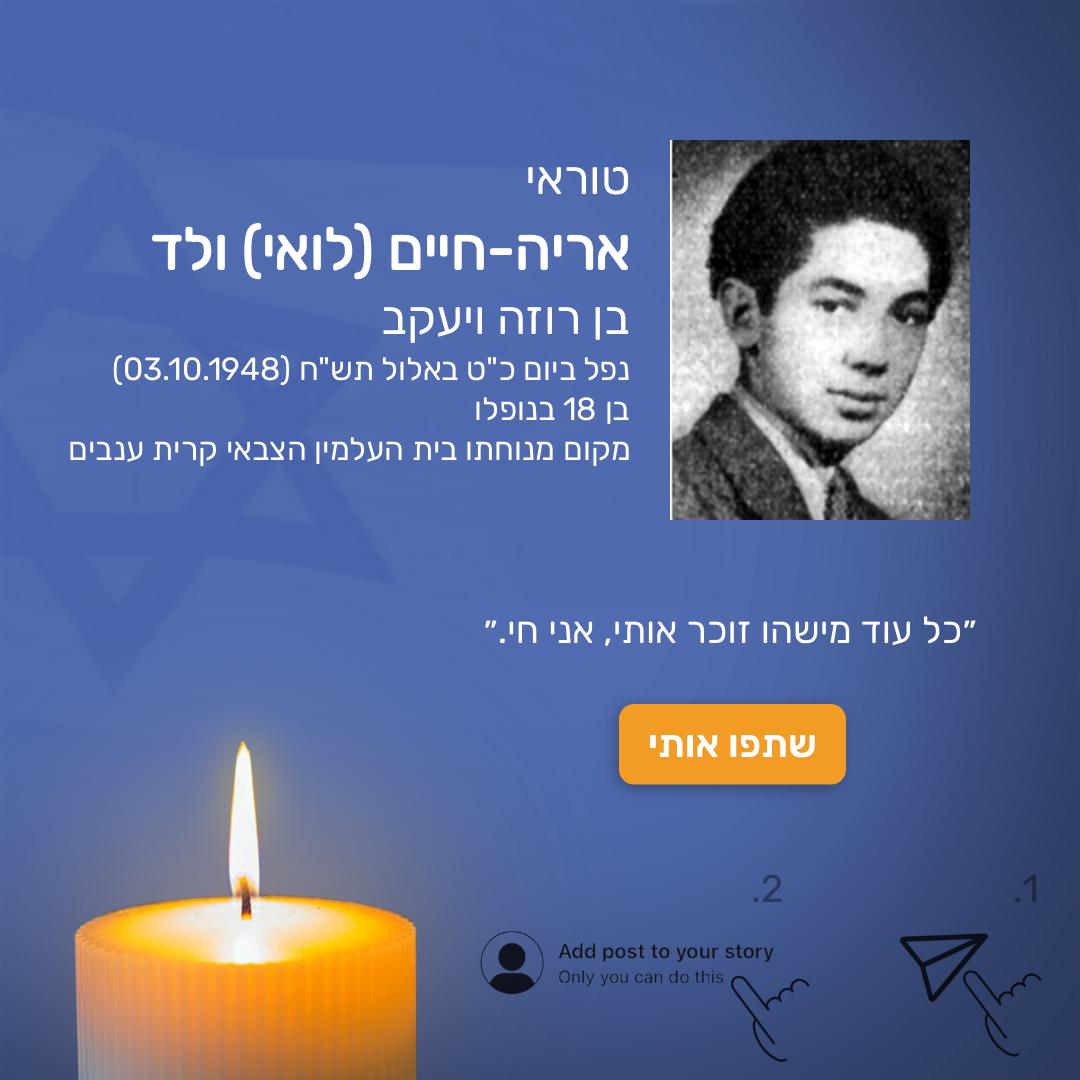 טוראי
אריה-חיים (לואי) ולד
בן רוזה ויעקב
נפל ביום כ"ט באלול תש"ח (03.10.1948)
בן 18 בנופלו
מקום מנוחתו בית העלמין הצבאי קרית ענבים
״כל עוד מישהו זוכר אותי, אני חי.״
שתפו אותי
.1
.2
Add post to your story
Only you can do this